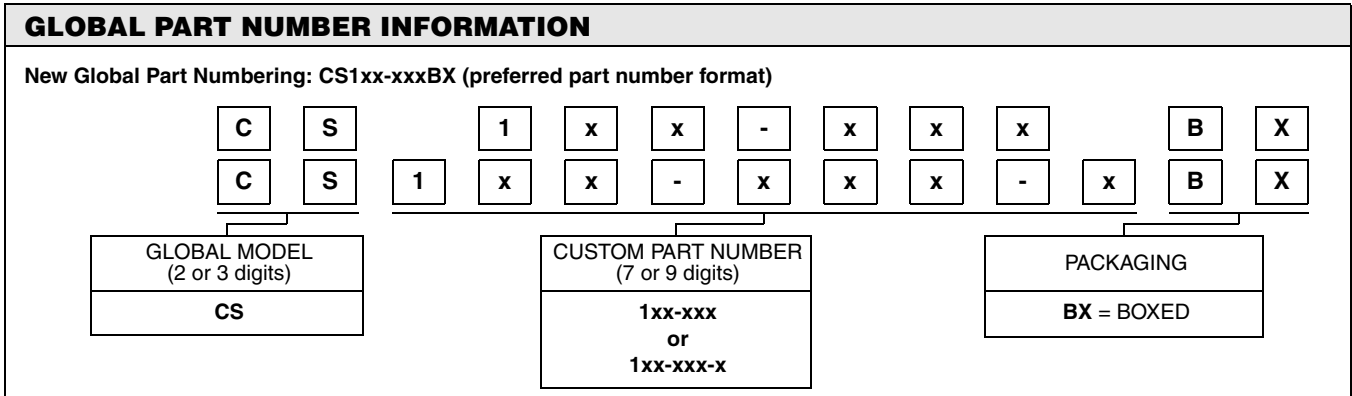 GLOBAL PART NUMBER INFORMATION
New Global Part Numbering: CS1xx-xxxBX (preferred part number format)
C S 1 x x - x x x B X
C S 1 x x - x x x - x B X
GLOBAL MODEL
(2 or 3 digits)
CS
CUSTOM PART NUMBER
(7 or 9 digits)
1xx-xxx
or
1xx-xxx-x
PACKAGING
BX = BOXED